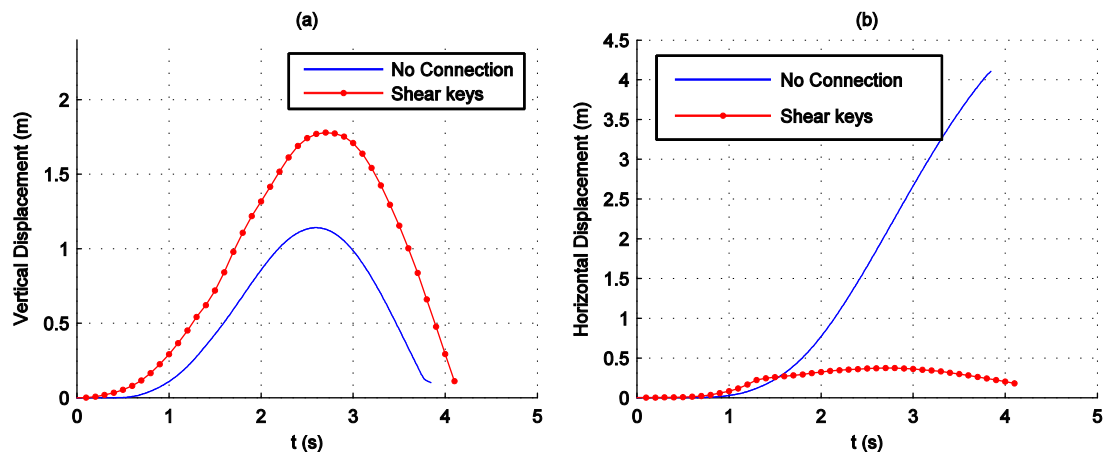 (a)
Vertical Displacement (m)
2
1.5
1
0.5
0
No Connection
Shear keys
0 1 2 3 4 5
t (s)
(b)
Horizontal Displacement (m)
4.5
4
3.5
3
2.5
2
1.5
1
0.5
0
No Connection
Shear keys
0 1 2 3 4 5
t (s)